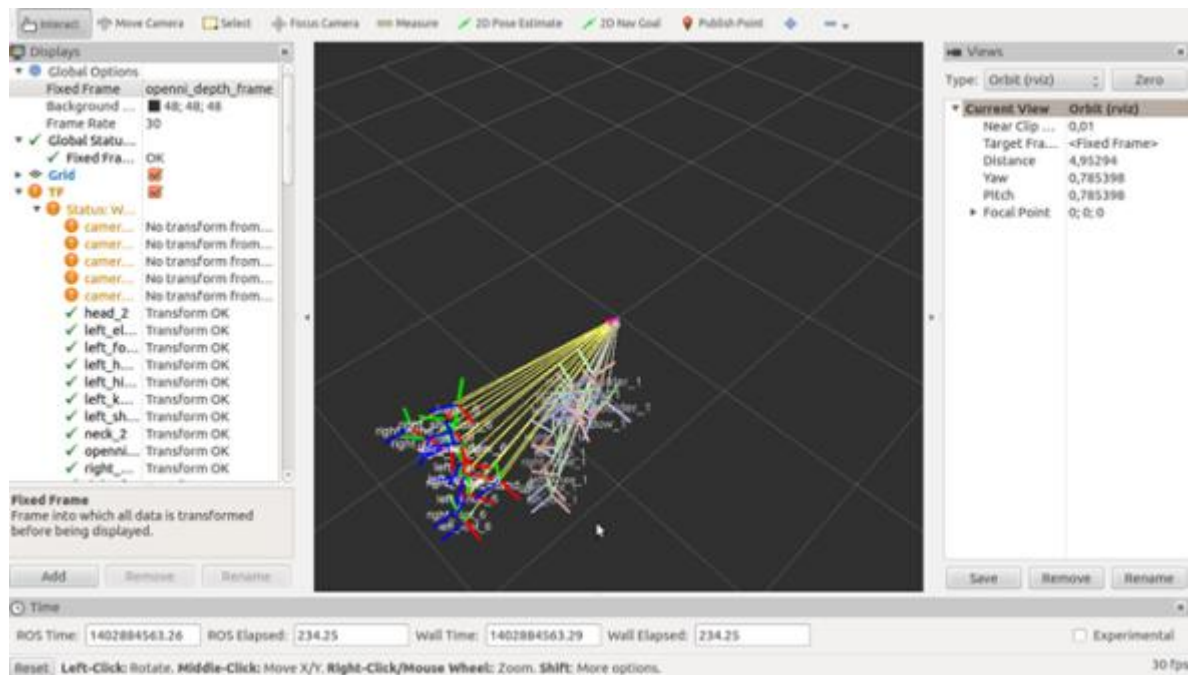 Interact Move Camera Select Focus Camera Measure 2D Pose Estimate 2D Nav Goal Publish Point
Displays
Global Options
Fixed Frame openni_depth_frame
Background ... 48; 48; 48
Frame Rate 30
Global Statu...
Fixed Fra... OK
Grid
TF
Status: W...
camer... No transform from...
camer... No transform from...
camer... No transform from...
camer... No transform from...
camer... No transform from...
head_2 Transform OK
left_el... Transform OK
left_fo... Transform OK
left_h... Transform OK
left_hi... Transform OK
left_k... Transform OK
left_sh... Transform OK
neck_2 Transform OK
openni... Transform OK
right_... Transform OK
Fixed Frame
Frame into which all data is transformed
before being displayed.
Add Remove Rename
Views
Type: Orbit (rviz) Zero
Current View Orbit (rviz)
Near Clip ... 0,01
Target Fra... <Fixed Frame>
Distance 4,95294
Yaw 0,785398
Pitch 0,785398
Focal Point 0; 0; 0
Save Remove Rename
Time
ROS Time: 1402884563.26 ROS Elapsed: 234.25 Wall Time: 1402884563.29 Wall Elapsed: 234.25 Experimental
Reset Left-Click: Rotate. Middle-Click: Move X/Y. Right-Click/Mouse Wheel: Zoom. Shift: More options. 30 fps